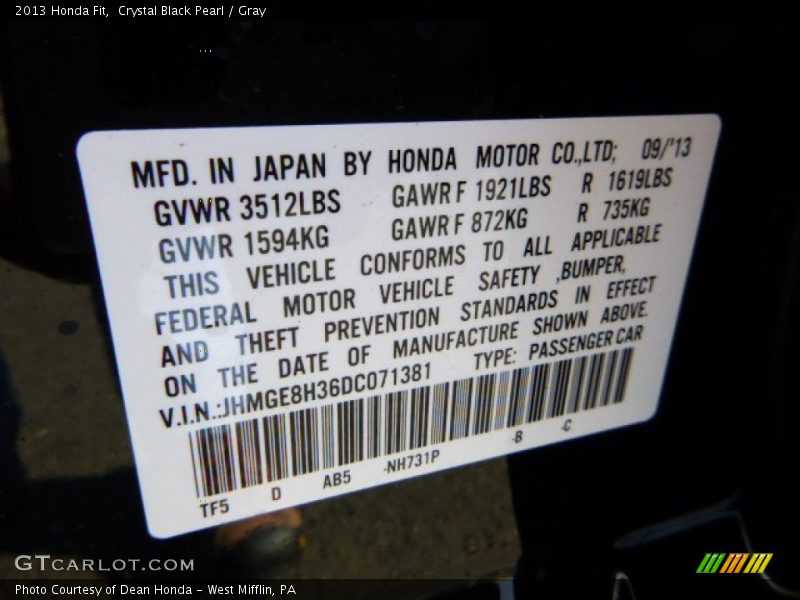 2013 Honda Fit,  Crystal Black Pearl / Gray
MFD. IN JAPAN BY HONDA MOTOR CO.,LTD; 09/'13
GVWR 3512LBS GAWR F 1921LBS R 1619LBS
GVWR 1594KG GAWR F 872KG R 735KG
THIS VEHICLE CONFORMS TO ALL APPLICABLE
FEDERAL MOTOR VEHICLE SAFETY ,BUMPER,
AND THEFT PREVENTION STANDARDS IN EFFECT
ON THE DATE OF MANUFACTURE SHOWN ABOVE.
V.I.N.:JHMGE8H36DC071381 TYPE: PASSENGER CAR
TF5 D AB5 -NH731P -B -C
GTCARLOT.COM
Photo Courtesy of Dean Honda - West Mifflin, PA